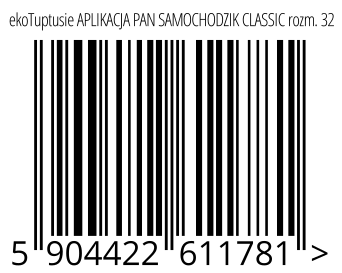 ekoTuptusie APLIKACJA PAN SAMOCHODZIK CLASSIC rozm. 32
5 904422 611781 >